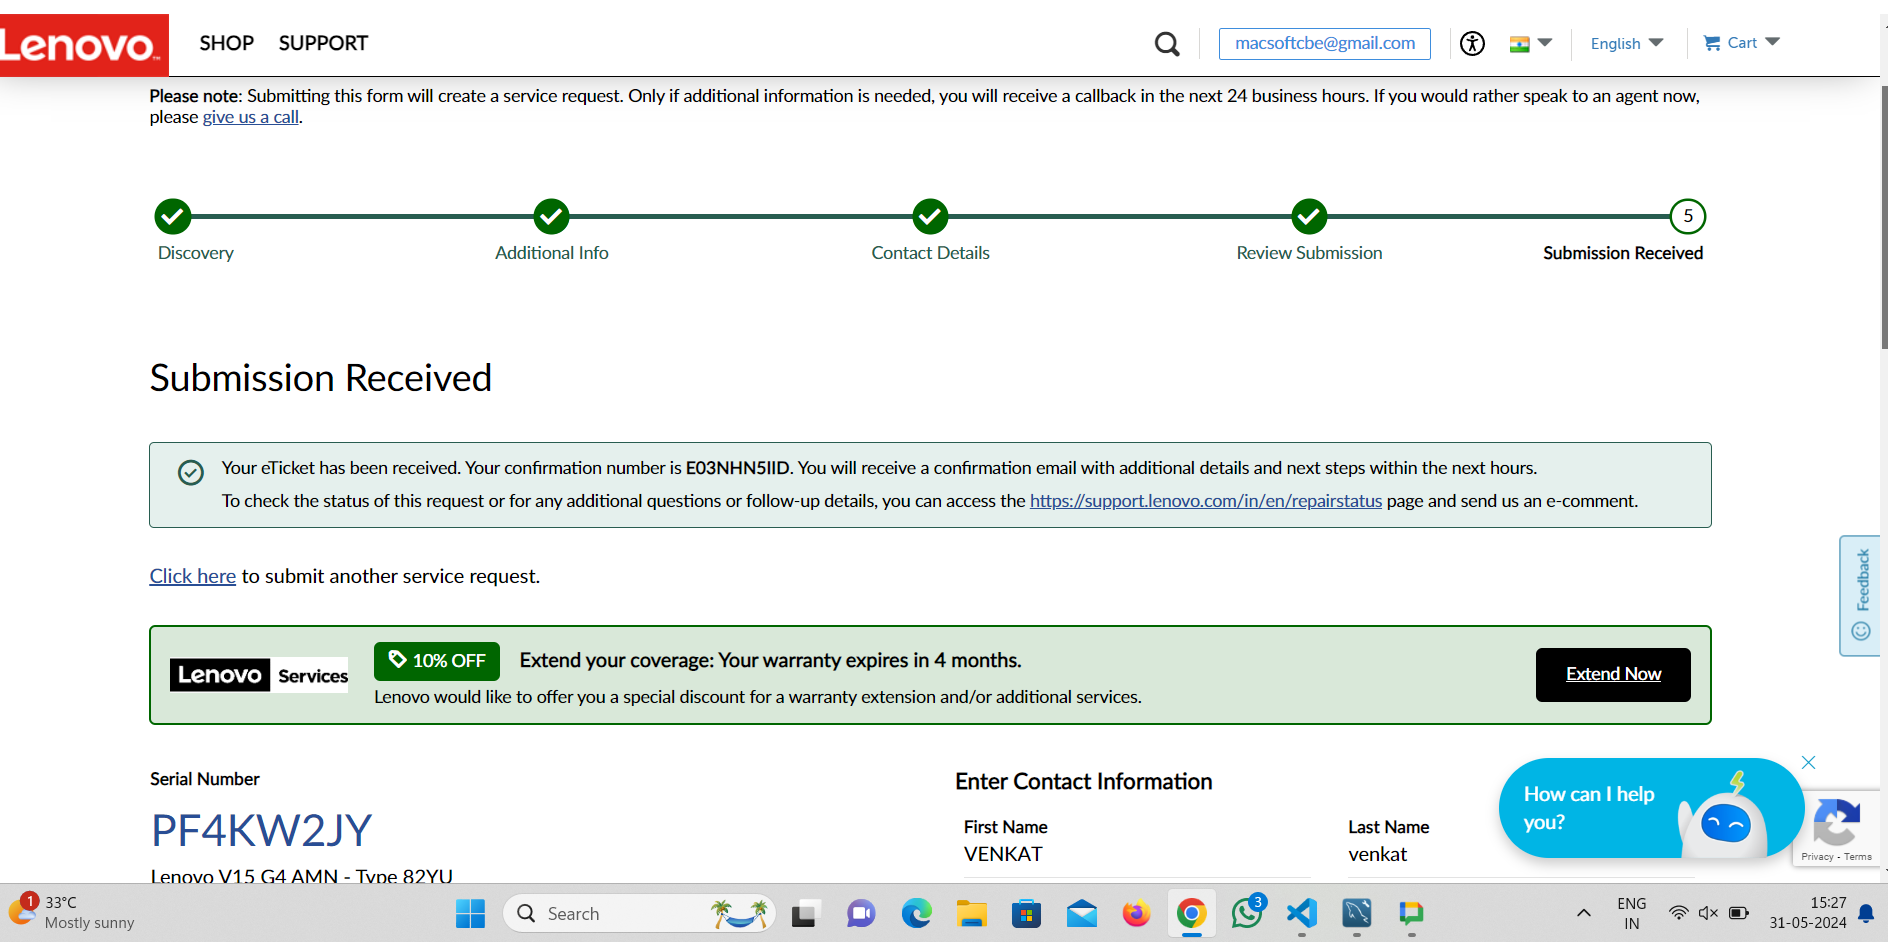 Lenovo
SHOP SUPPORT macsoftcbe@gmail.com English Cart
Please note: Submitting this form will create a service request. Only if additional information is needed, you will receive a callback in the next 24 business hours. If you would rather speak to an agent now,
please give us a call.
5
Discovery Additional Info Contact Details Review Submission Submission Received
Submission Received
Your eTicket has been received. Your confirmation number is E03NHN5IID. You will receive a confirmation email with additional details and next steps within the next hours.
To check the status of this request or for any additional questions or follow-up details, you can access the https://support.lenovo.com/in/en/repairstatus page and send us an e-comment.
Feedback
Click here to submit another service request.
Lenovo Services
10% OFF Extend your coverage: Your warranty expires in 4 months.
Lenovo would like to offer you a special discount for a warranty extension and/or additional services.
Extend Now
Serial Number
PF4KW2JY
Lenovo V15 G4 AMN - Type 82YU
Enter Contact Information
First Name
VENKAT
Last Name
venkat
How can I help
you?
Privacy - Terms
1
33°C
Mostly sunny
Search
3
ENG
IN
15:27
31-05-2024